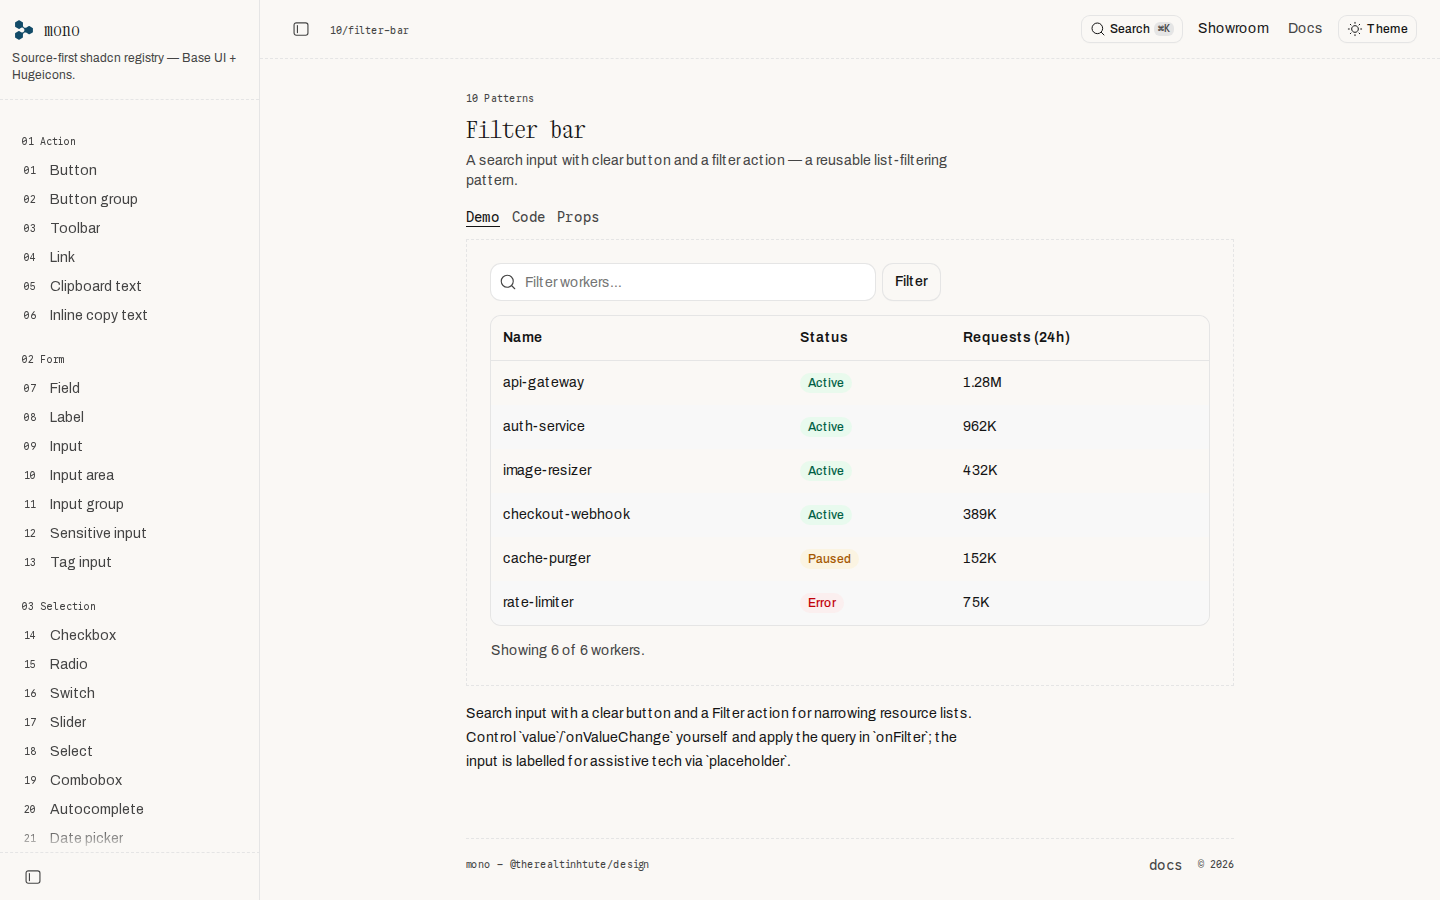 mono
Source-first shadcn registry — Base UI +
Hugeicons.
01 Action
01 Button
02 Button group
03 Toolbar
04 Link
05 Clipboard text
06 Inline copy text
02 Form
07 Field
08 Label
09 Input
10 Input area
11 Input group
12 Sensitive input
13 Tag input
03 Selection
14 Checkbox
15 Radio
16 Switch
17 Slider
18 Select
19 Combobox
20 Autocomplete
21 Date picker
10/filter-bar
Search ⌘K
Showroom
Docs
Theme
10 Patterns
Filter bar
A search input with clear button and a filter action — a reusable list-filtering
pattern.
Demo Code Props
Filter workers...
Filter
Name Status Requests (24h)
api-gateway Active 1.28M
auth-service Active 962K
image-resizer Active 432K
checkout-webhook Active 389K
cache-purger Paused 152K
rate-limiter Error 75K
Showing 6 of 6 workers.
Search input with a clear button and a Filter action for narrowing resource lists.
Control `value`/`onValueChange` yourself and apply the query in `onFilter`; the
input is labelled for assistive tech via `placeholder`.
mono — @therealtinhtute/design
docs © 2026